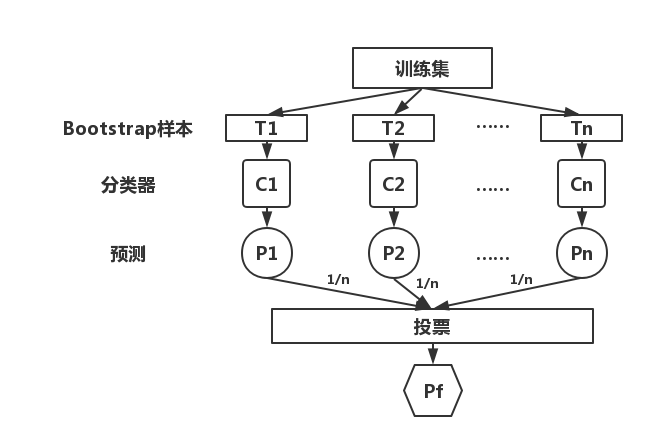 训练集
Bootstrap样本 T1 T2 …… Tn
分类器 C1 C2 …… Cn
预测 P1 P2 …… Pn
1/n 1/n 1/n
投票
Pf